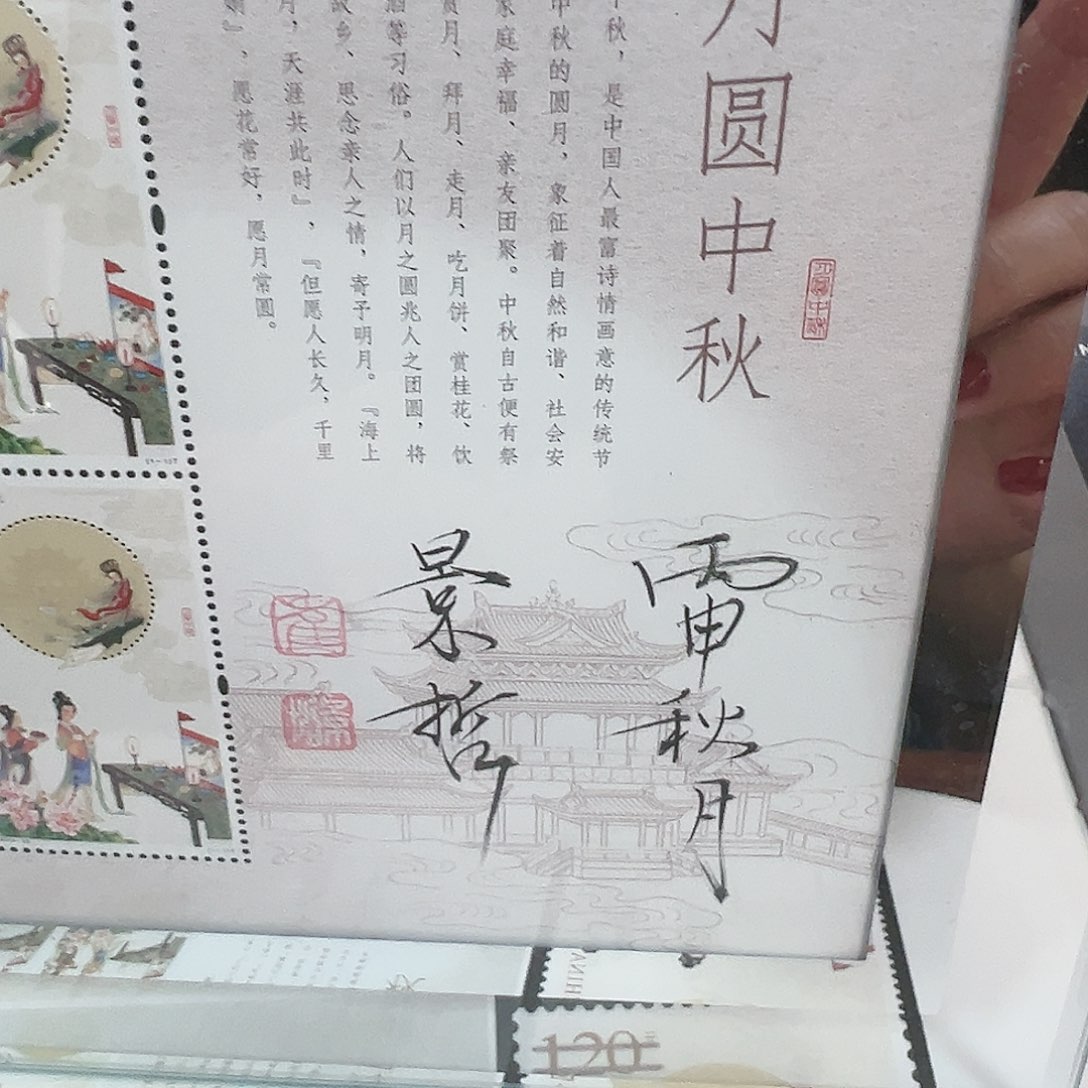 月圆中秋
月圆中秋
秋，是中国人最富诗情画意的传统节
中秋的圆月，象征着自然和谐、社会安
家庭幸福、亲友团聚。中秋自古便有祭
赏月、拜月、走月、吃月饼、赏桂花、饮
酒等习俗。人们以月之圆兆人之团圆，将
故乡、思念亲人之情，寄予明月。『海上
月，天涯共此时』，『但愿人长久，千里
娟』，愿花常好，愿月常圆。
丙申秋月
景哲
120